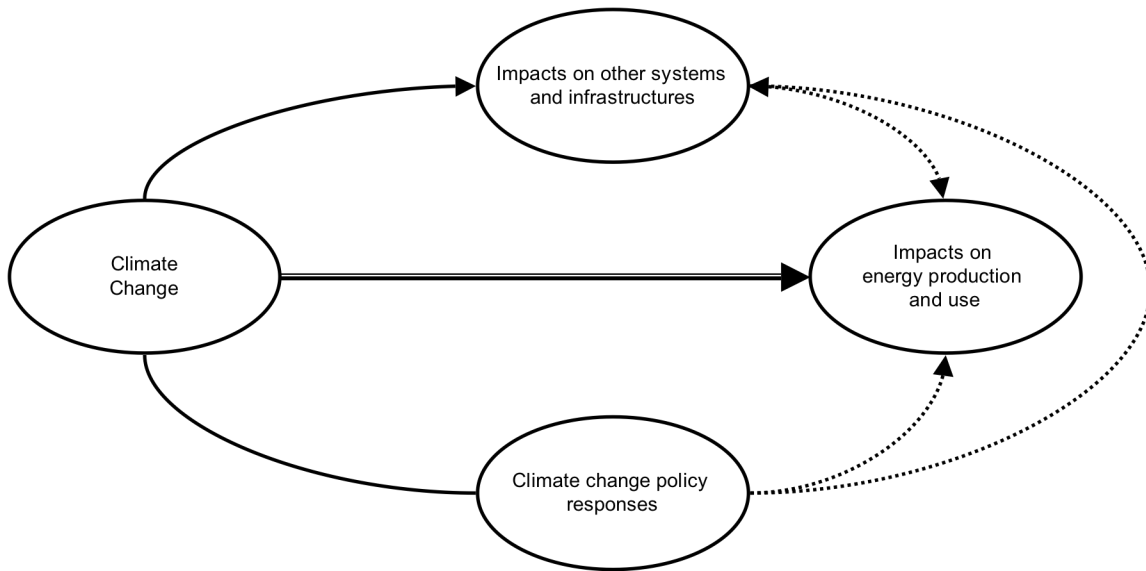 Impacts on other systems
and infrastructures
Climate
Change
Impacts on
energy production
and use
Climate change policy
responses